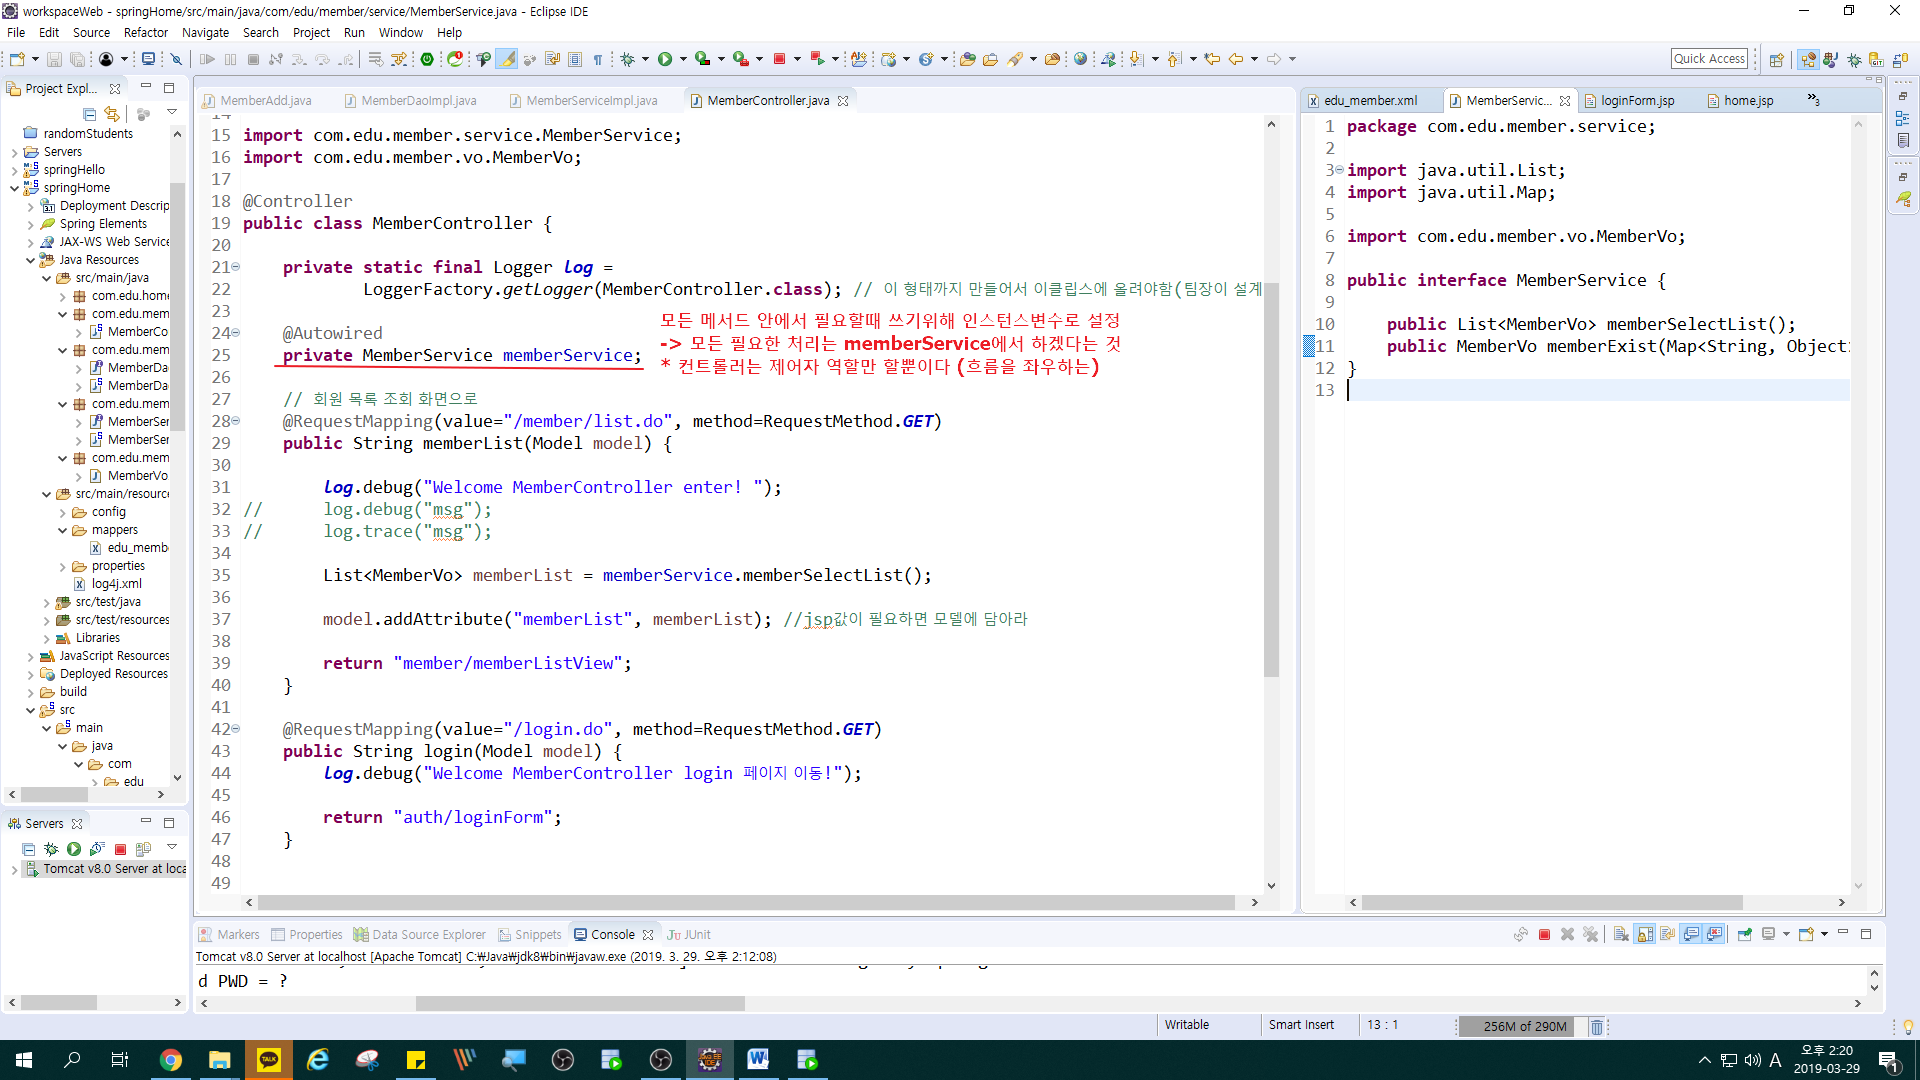 workspaceWeb - springHome/src/main/java/com/edu/member/service/MemberService.java - Eclipse IDE
File Edit Source Refactor Navigate Search Project Run Window Help
Quick Access
Project Expl...
randomStudents
Servers
springHello
springHome
Deployment Descrip
Spring Elements
JAX-WS Web Service
Java Resources
src/main/java
com.edu.home
com.edu.mem
MemberCo
com.edu.mem
MemberDa
MemberDa
com.edu.mem
MemberSer
MemberSer
com.edu.mem
MemberVo
src/main/resource
config
mappers
edu_membe
properties
log4j.xml
src/test/java
src/test/resources
Libraries
JavaScript Resources
Deployed Resources
build
src
main
java
com
edu
Servers
Tomcat v8.0 Server at loca
MemberAdd.java MemberDaoImpl.java MemberServiceImpl.java MemberController.java
14
15 import com.edu.member.service.MemberService;
16 import com.edu.member.vo.MemberVo;
17
18 @Controller
19 public class MemberController {
20
21 private static final Logger log =
22 LoggerFactory.getLogger(MemberController.class); // 이 형태까지 만들어서 이클립스에 올려야함(팀장이 설계
23
모든 메서드 안에서 필요할때 쓰기위해 인스턴스변수로 설정
24 @Autowired
-> 모든 필요한 처리는 memberService에서 하겠다는 것
25 private MemberService memberService;
* 컨트롤러는 제어자 역할만 할뿐이다 (흐름을 좌우하는)
26
27 // 회원 목록 조회 화면으로
28 @RequestMapping(value="/member/list.do", method=RequestMethod.GET)
29 public String memberList(Model model) {
30
31 log.debug("Welcome MemberController enter! ");
32 // log.debug("msg");
33 // log.trace("msg");
34
35 List<MemberVo> memberList = memberService.memberSelectList();
36
37 model.addAttribute("memberList", memberList); //jsp값이 필요하면 모델에 담아라
38
39 return "member/memberListView";
40 }
41
42 @RequestMapping(value="/login.do", method=RequestMethod.GET)
43 public String login(Model model) {
44 log.debug("Welcome MemberController login 페이지 이동!");
45
46 return "auth/loginForm";
47 }
48
49
edu_member.xml MemberServic... loginForm.jsp home.jsp »3
1 package com.edu.member.service;
2
3 import java.util.List;
4 import java.util.Map;
5
6 import com.edu.member.vo.MemberVo;
7
8 public interface MemberService {
9
10 public List<MemberVo> memberSelectList();
11 public MemberVo memberExist(Map<String, Object
12 }
13
Markers Properties Data Source Explorer Snippets Console JUnit
Tomcat v8.0 Server at localhost [Apache Tomcat] C:₩Java₩jdk8₩bin₩javaw.exe (2019. 3. 29. 오후 2:12:08)
d PWD = ?
Writable Smart Insert 13 : 1 256M of 290M
TALK
A 오후 2:20
2019-03-29
1